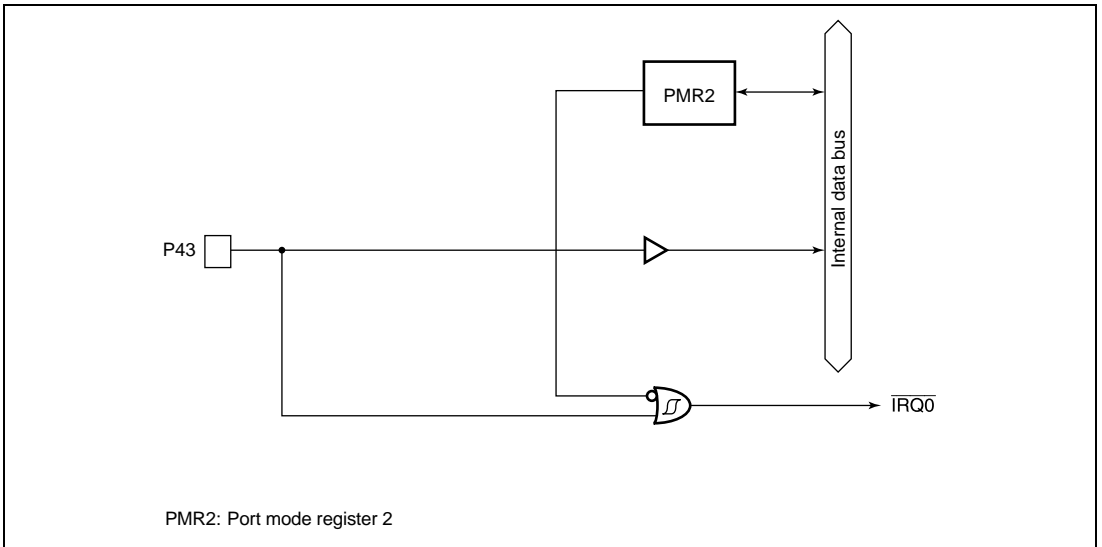 PMR2
Internal data bus
P43
IRQ0
PMR2: Port mode register 2